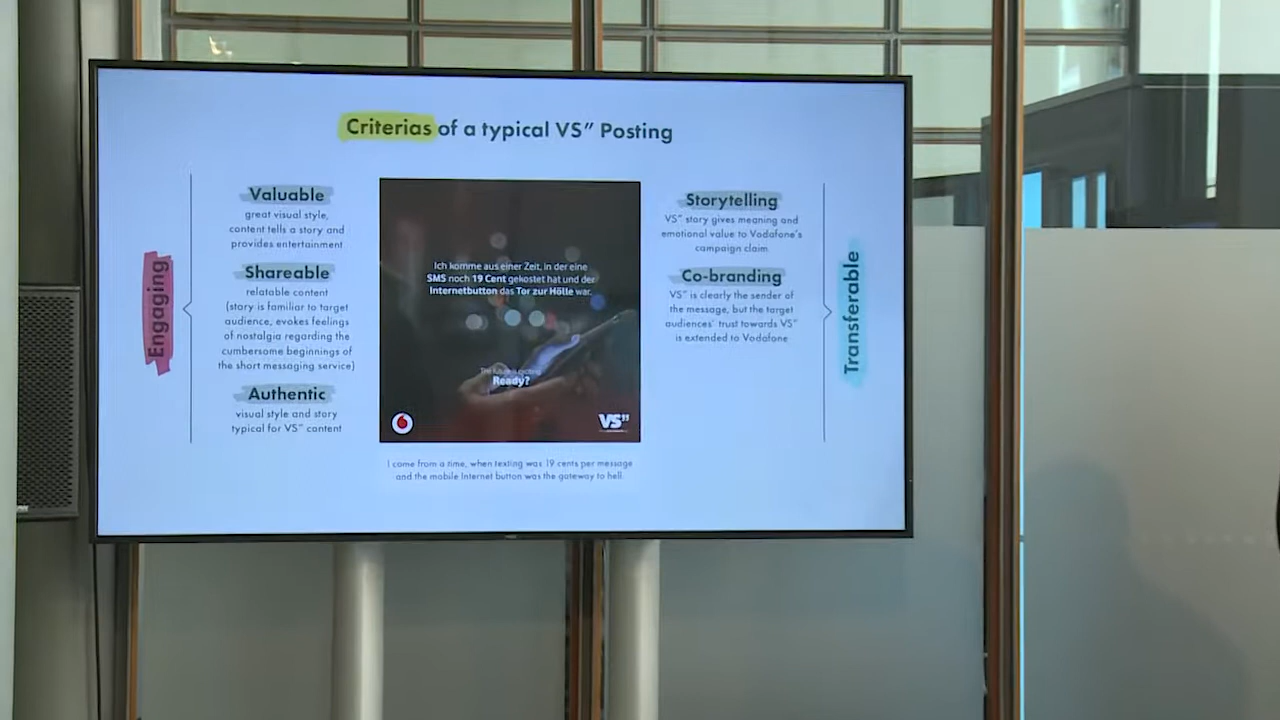 Criterias of a typical VS” Posting
Engaging
Valuable
great visual style,
content tells a story and
provides entertainment
Shareable
relatable content
(story is familiar to target
audience, evokes feelings
of nostalgia regarding the
cumbersome beginnings of
the short messaging service)
Authentic
visual style and story
typical for VS” content
Ich komme aus einer Zeit, in der eine
SMS noch 19 Cent gekostet hat und der
Internetbutton das Tor zur Hölle war.
The future is exciting.
Ready?
VS”
I come from a time, when texting was 19 cents per message
and the mobile Internet button was the gateway to hell.
Storytelling
VS” story gives meaning and
emotional value to Vodafone's
campaign claim.
Co-branding
VS” is clearly the sender of
the message, but the target
audiences' trust towards VS”
is extended to Vodafone
Transferable